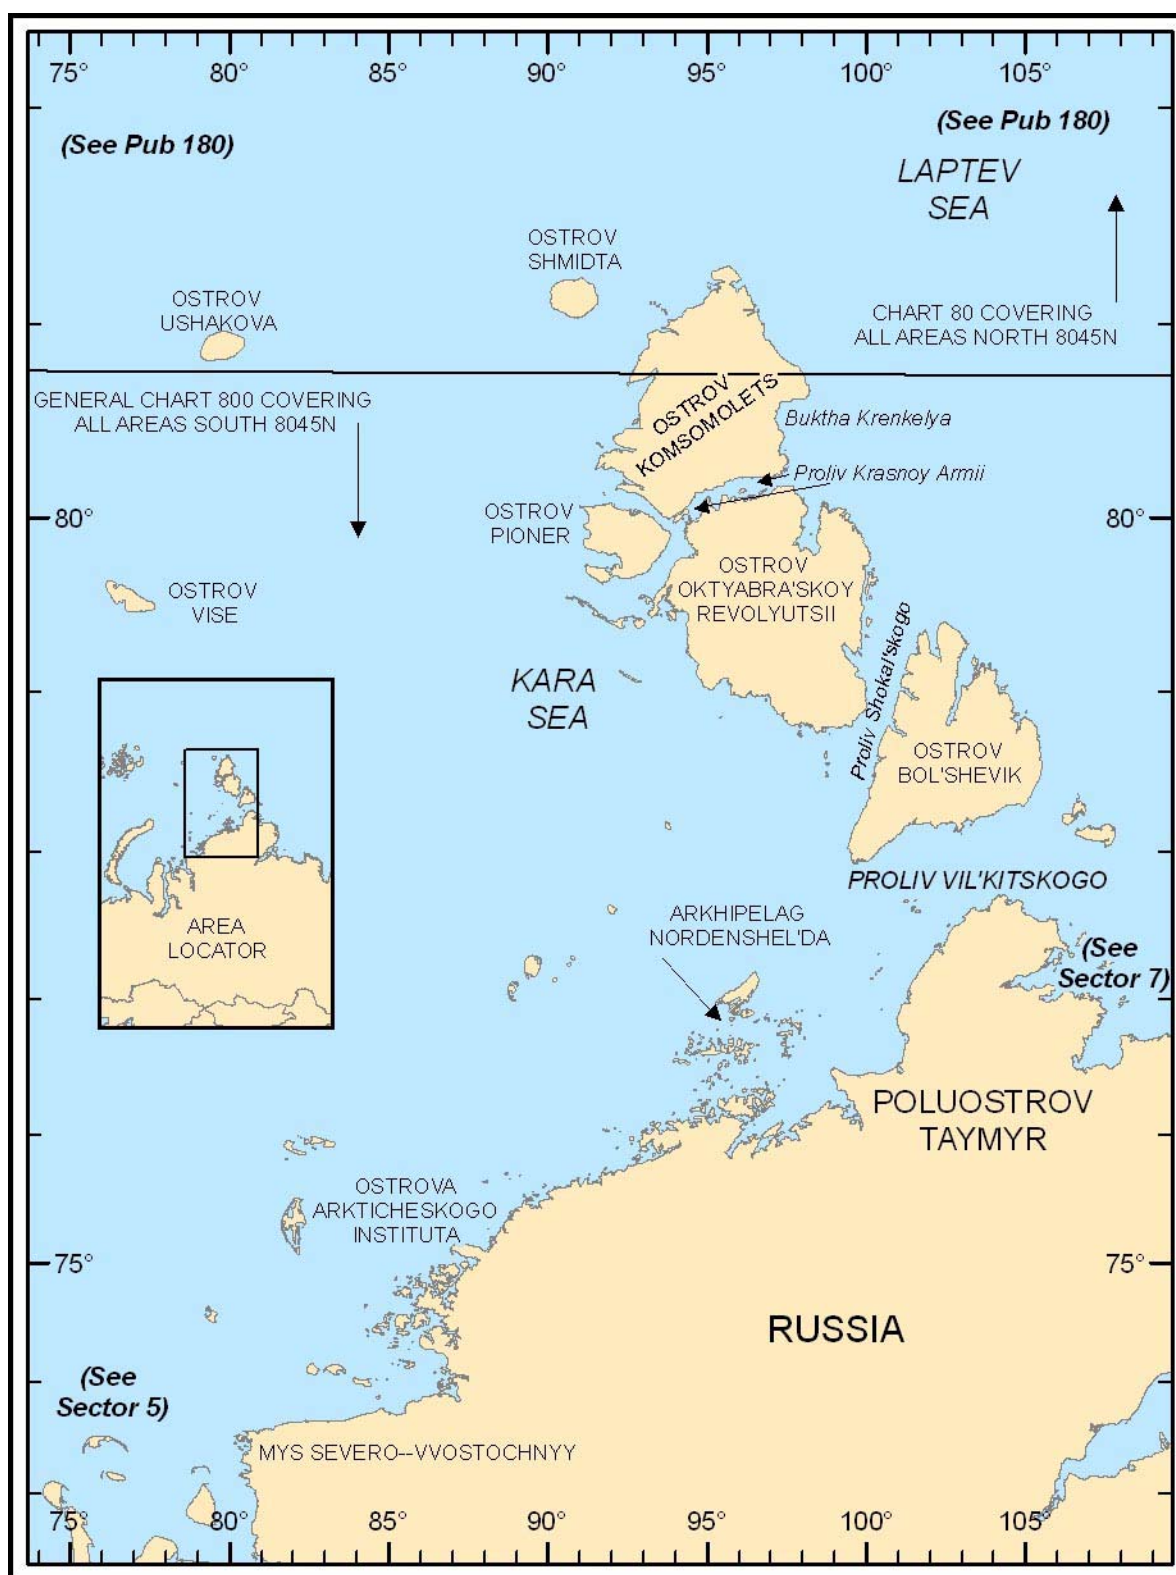 75° 80° 85° 90° 95° 100° 105°
(See Pub 180)
(See Pub 180)
LAPTEV
SEA
OSTROV
SHMIDTA
OSTROV
USHAKOVA
CHART 80 COVERING
ALL AREAS NORTH 8045N
GENERAL CHART 800 COVERING
ALL AREAS SOUTH 8045N
OSTROV
KOMSOMOLETS
Buktha Krenkelya
Proliv Krasnoy Armii
OSTROV
PIONER
80°
80°
OSTROV
OKTYABRA'SKOY
REVOLYUTSII
OSTROV
VISE
Proliv Shokal'skogo
KARA
SEA
OSTROV
BOL'SHEVIK
PROLIV VIL'KITSKOGO
ARKHIPELAG
NORDENSHEL'DA
AREA
LOCATOR
(See
Sector 7)
POLUOSTROV
TAYMYR
OSTROVA
ARKTICHESKOGO
INSTITUTA
75°
75°
RUSSIA
(See
Sector 5)
MYS SEVERO--VVOSTOCHNYY
75° 80° 85° 90° 95° 100° 105°